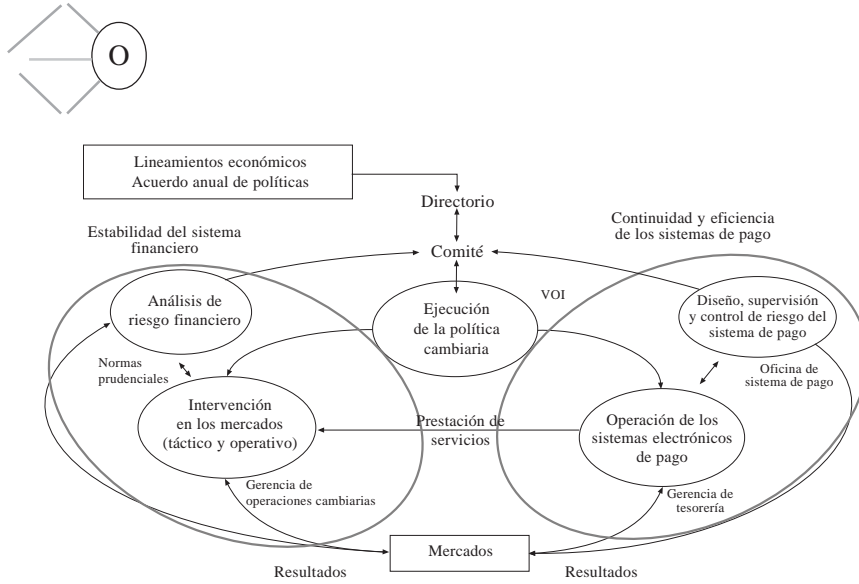 O
Lineamientos económicos
Acuerdo anual de políticas
Directorio
Estabilidad del sistema
financiero
Continuidad y eficiencia
de los sistemas de pago
Comité
Análisis de
riesgo financiero
Ejecución
de la política
cambiaria
VOI
Diseño, supervisión
y control de riesgo del
sistema de pago
Normas
prudenciales
Oficina de
sistema de pago
Intervención
en los mercados
(táctico y operativo)
Prestación de
servicios
Operación de los
sistemas electrónicos
de pago
Gerencia de
operaciones cambiarias
Gerencia de
tesorería
Mercados
Resultados
Resultados